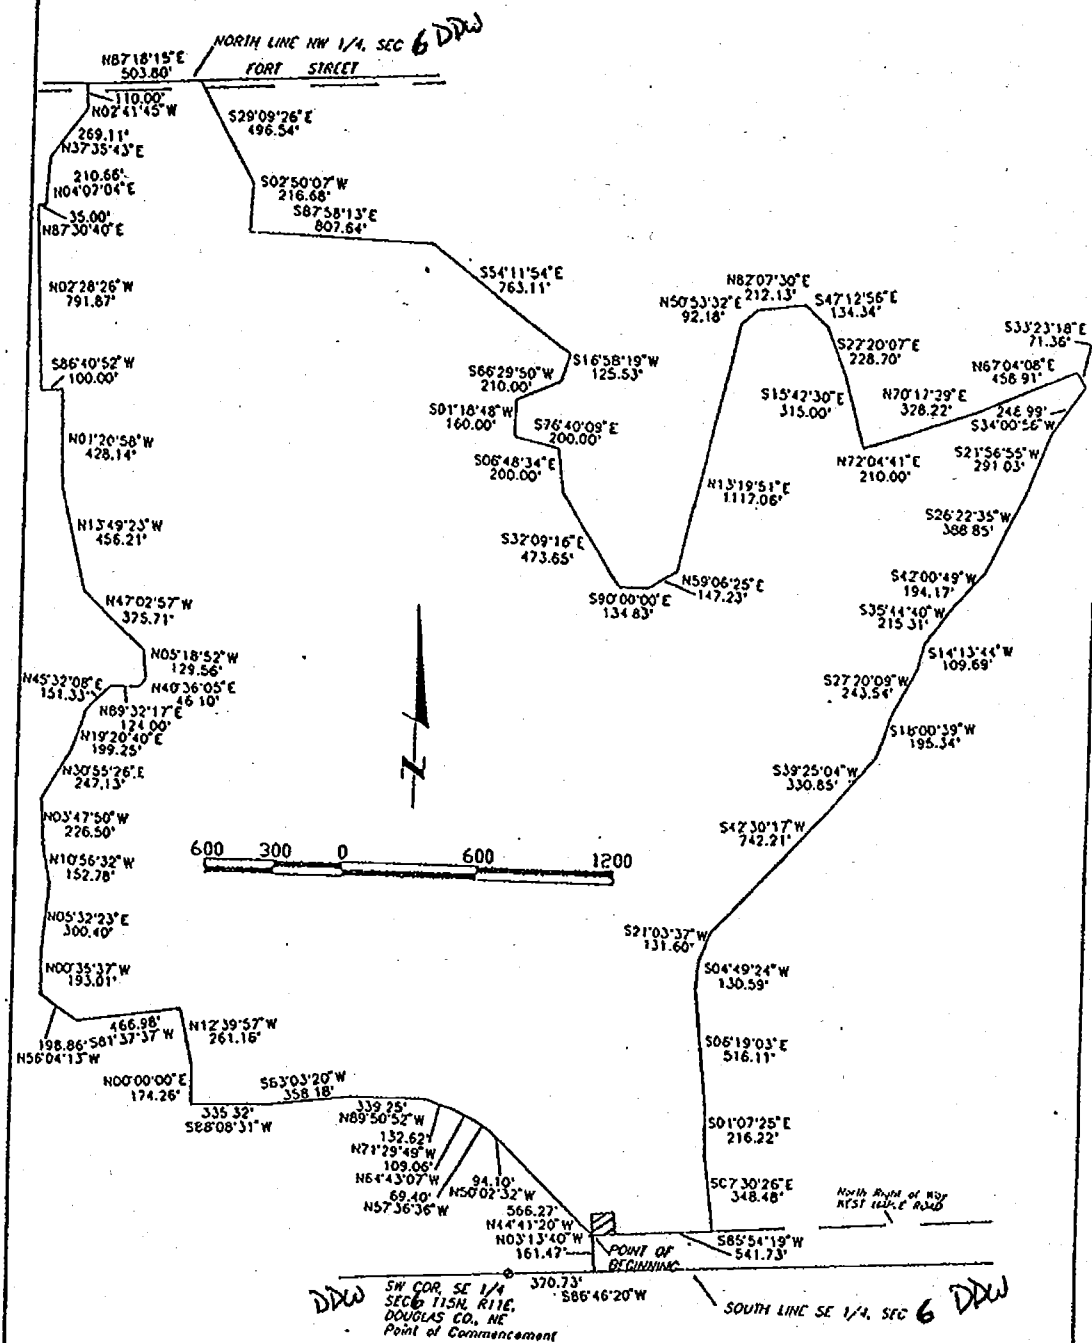 NORTH LINE NW 1/4, SEC 6 DDW
N87°18'15"E
503.80'
FORT STREET
110.00'
N02°41'45"W
269.11'
N37°35'43"E
210.66'
N04°07'04"E
35.00'
N87°30'40"E
N02°28'26"W
791.87'
S86°40'52"W
100.00'
N01°20'58"W
428.14'
N13°49'23"W
456.21'
N47°02'57"W
375.71'
N05°18'52"W
129.56'
N40°36'05"E
46.10'
N45°32'08"E
151.33'
N89°32'17"E
124.00'
N19°20'40"E
199.25'
N30°55'26"E
247.13'
N03°47'50"W
226.50'
N10°56'32"W
152.78'
N05°32'23"E
300.40'
N00°35'37"W
193.01'
198.86'
N56°04'13"W
466.98'
S81°37'37"W
N12°39'57"W
261.16'
N00°00'00"E
174.26'
335.32'
S88°08'31"W
S63°03'20"W
358.18'
339.25'
N89°50'52"W
132.62'
N71°29'49"W
109.06'
N64°43'07"W
69.40'
N57°36'36"W
94.10'
N50°02'32"W
566.27'
N44°41'20"W
N03°13'40"W
161.47'
S29°09'26"E
496.54'
S02°50'07"W
216.68'
S87°58'13"E
807.64'
S54°11'54"E
763.11'
S16°58'19"W
125.53'
S66°29'50"W
210.00'
S01°18'48"W
160.00'
S76°40'09"E
200.00'
S06°48'34"E
200.00'
S32°09'16"E
473.65'
S90°00'00"E
134.83'
N59°06'25"E
147.23'
N13°19'51"E
1117.06'
N50°53'32"E
92.18'
N82°07'30"E
212.13'
S47°12'56"E
134.34'
S27°20'07"E
228.70'
S15°42'30"E
315.00'
N72°04'41"E
210.00'
N70°17'29"E
328.22'
N67°04'08"E
458.91'
S33°23'18"E
71.36'
248.99'
S34°00'56"W
S21°56'55"W
291.03'
S26°22'35"W
388.85'
S42°00'49"W
194.17'
S35°44'40"W
215.31'
S14°13'44"W
109.69'
S27°20'09"W
243.54'
S18°00'39"W
195.34'
S39°25'04"W
330.85'
S42°30'17"W
742.21'
S21°03'37"W
131.60'
S04°49'24"W
130.59'
S06°19'03"E
516.11'
S01°07'25"E
216.22'
S07°30'26"E
348.48'
S85°54'19"W
541.73'
North Right of Way
WEST MAPLE ROAD
N
600 300 0 600 1200
POINT OF
BEGINNING
370.73'
S86°46'20"W
SOUTH LINE SE 1/4, SEC 6 DDW
DDW
SW COR, SE 1/4
SEC 6 T15N, R11E,
DOUGLAS CO., NE
Point of Commencement